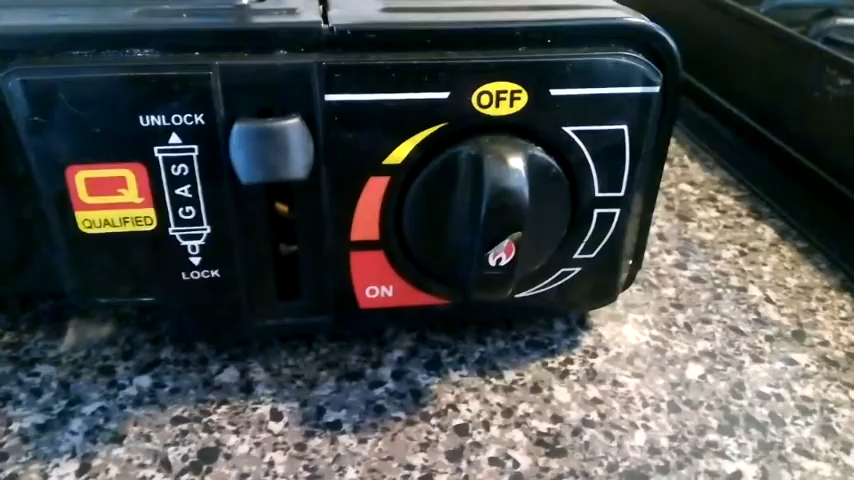 UNLOCK
GAS
LOCK
Q
QUALIFIED
OFF
ON